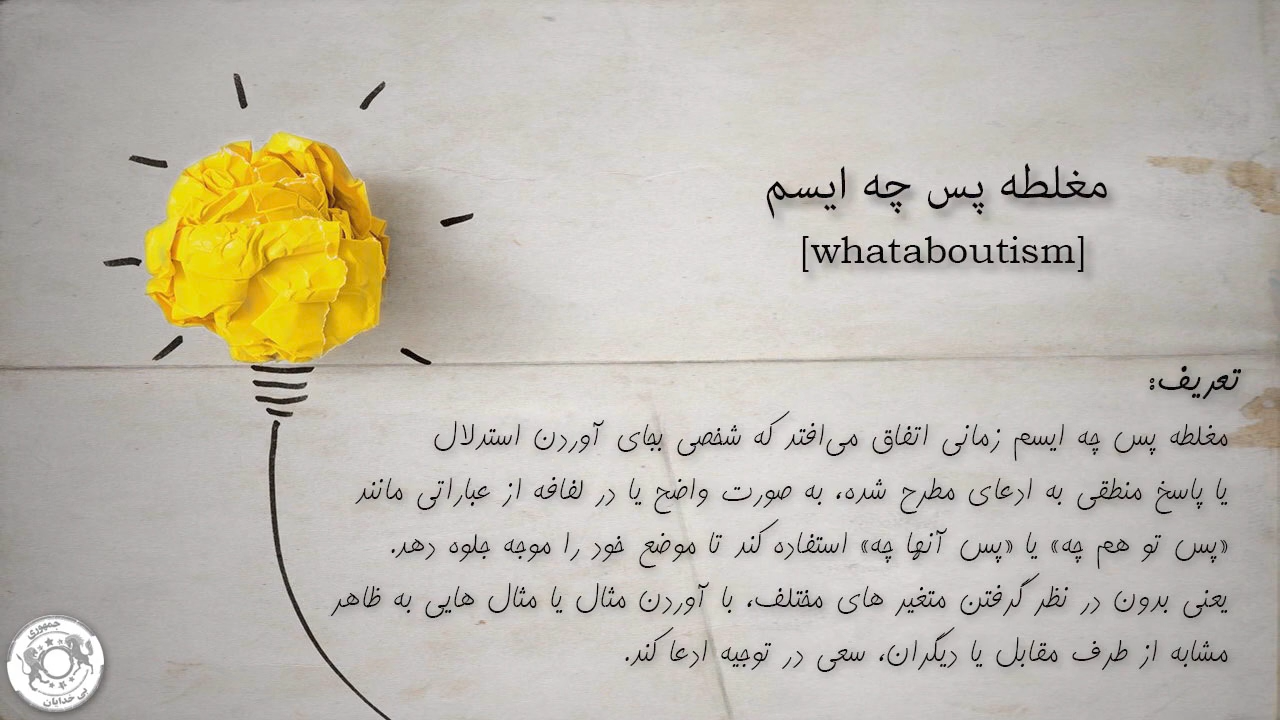 مغلطه پس چه ایسم
[whataboutism]
تعریف:
مغلطه پس چه ایسم زمانی اتفاق می‌افتد که شخصی بجای آوردن استدلال
یا پاسخ منطقی به ادعای مطرح شده، به صورت واضح یا در لفافه از عباراتی مانند
«پس تو هم چه» یا «پس آنها چه» استفاده کند تا موضع خود را موجه جلوه دهد.
یعنی بدون در نظر گرفتن متغیر های مختلف، با آوردن مثال یا مثال هایی به ظاهر
مشابه از طرف مقابل یا دیگران، سعی در توجیه ادعا کند.
جمهوری
بی خدایان